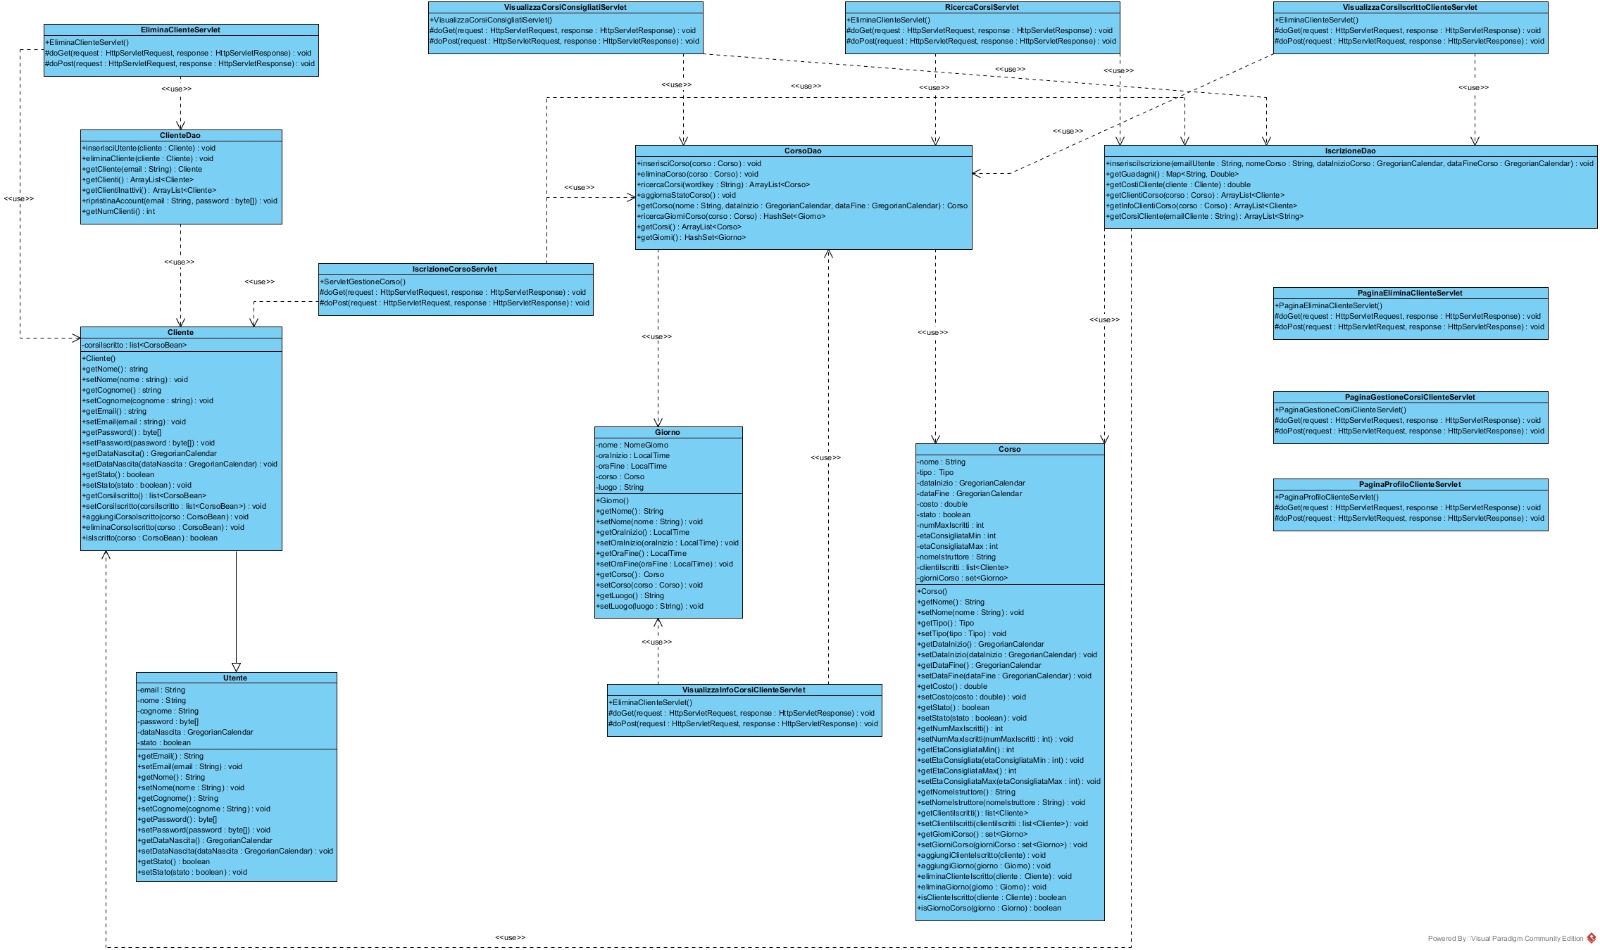 VisualizzaCorsiConsigliatiServlet
+VisualizzaCorsiConsigliatiServlet()
#doGet(request : HttpServletRequest, response : HttpServletResponse) : void
#doPost(request : HttpServletRequest, response : HttpServletResponse) : void
RicercaCorsiServlet
+EliminaClienteServlet()
#doGet(request : HttpServletRequest, response : HttpServletResponse) : void
#doPost(request : HttpServletRequest, response : HttpServletResponse) : void
VisualizzaCorsiIscrittoClienteServlet
+EliminaClienteServlet()
#doGet(request : HttpServletRequest, response : HttpServletResponse) : void
#doPost(request : HttpServletRequest, response : HttpServletResponse) : void
EliminaClienteServlet
+EliminaClienteServlet()
#doGet(request : HttpServletRequest, response : HttpServletResponse) : void
#doPost(request : HttpServletRequest, response : HttpServletResponse) : void
<<use>>
<<use>>
<<use>>
<<use>>
<<use>>
<<use>>
<<use>>
<<use>>
ClienteDao
+inserisciUtente(cliente : Cliente) : void
+eliminaCliente(cliente : Cliente) : void
+getCliente(email : String) : Cliente
+getClienti() : ArrayList<Cliente>
+getClientiInattivi() : ArrayList<Cliente>
+ripristinaAccount(email : String, password : byte[]) : void
+getNumClienti() : int
CorsoDao
+inserisciCorso(corso : Corso) : void
+eliminaCorso(corso : Corso) : void
+ricercaCorsi(wordkey : String) : ArrayList<Corso>
+aggiornaStatoCorso() : void
+getCorso(nome : String, dataInizio : GregorianCalendar, dataFine : GregorianCalendar) : Corso
+ricercaGiorniCorso(corso : Corso) : HashSet<Giorno>
+getCorsi() : ArrayList<Corso>
+getGiorni() : HashSet<Giorno>
IscrizioneDao
+inserisciIscrizione(emailUtente : String, nomeCorso : String, dataInizioCorso : GregorianCalendar, dataFineCorso : GregorianCalendar) : void
+getGuadagni() : Map<String, Double>
+getCostiCliente(cliente : Cliente) : double
+getClientiCorso(corso : Corso) : ArrayList<Cliente>
+getInfoClientiCorso(corso : Corso) : ArrayList<Cliente>
+getCorsiCliente(emailCliente : String) : ArrayList<String>
<<use>>
<<use>>
<<use>>
<<use>>
IscrizioneCorsoServlet
+ServletGestioneCorso()
#doGet(request : HttpServletRequest, response : HttpServletResponse) : void
#doPost(request : HttpServletRequest, response : HttpServletResponse) : void
PaginaEliminaClienteServlet
+PaginaEliminaClienteServlet()
#doGet(request : HttpServletRequest, response : HttpServletResponse) : void
#doPost(request : HttpServletRequest, response : HttpServletResponse) : void
<<use>>
<<use>>
<<use>>
Cliente
-corsiIscritto : list<CorsoBean>
+Cliente()
+getNome() : string
+setNome(nome : string) : void
+getCognome() : string
+setCognome(cognome : string) : void
+getEmail() : string
+setEmail(email : string) : void
+getPassword() : byte[]
+setPassword(password : byte[]) : void
+getDataNascita() : GregorianCalendar
+setDataNascita(dataNascita : GregorianCalendar) : void
+getStato() : boolean
+setStato(stato : boolean) : void
+getCorsiIscritto() : list<CorsoBean>
+setCorsiIscritto(corsiIscritto : list<CorsoBean>) : void
+aggiungiCorsoIscritto(corso : CorsoBean) : void
+eliminaCorsoIscritto(corso : CorsoBean) : void
+isIscritto(corso : CorsoBean) : boolean
PaginaGestioneCorsiClienteServlet
+PaginaGestioneCorsiClienteServlet()
#doGet(request : HttpServletRequest, response : HttpServletResponse) : void
#doPost(request : HttpServletRequest, response : HttpServletResponse) : void
Giorno
-nome : NomeGiorno
-oraInizio : LocalTime
-oraFine : LocalTime
-corso : Corso
-luogo : String
+Giorno()
+getNome() : String
+setNome(nome : String) : void
+getOraInizio() : LocalTime
+setOraInizio(oraInizio : LocalTime) : void
+getOraFine() : LocalTime
+setOraFine(oraFine : LocalTime) : void
+getCorso() : Corso
+setCorso(corso : Corso) : void
+getLuogo() : String
+setLuogo(luogo : String) : void
<<use>>
Corso
-nome : String
-tipo : Tipo
-dataInizio : GregorianCalendar
-dataFine : GregorianCalendar
-costo : double
-stato : boolean
-numMaxIscritti : int
-etaConsigliataMin : int
-etaConsigliataMax : int
-nomeIstruttore : String
-clientiIscritti : list<Cliente>
-giorniCorso : set<Giorno>
+Corso()
+getNome() : String
+setNome(nome : String) : void
+getTipo() : Tipo
+setTipo(tipo : Tipo) : void
+getDataInizio() : GregorianCalendar
+setDataInizio(dataInizio : GregorianCalendar) : void
+getDataFine() : GregorianCalendar
+setDataFine(dataFine : GregorianCalendar) : void
+getCosto() : double
+setCosto(costo : double) : void
+getStato() : boolean
+setStato(stato : boolean) : void
+getNumMaxIscritti() : int
+setNumMaxIscritti(numMaxIscritti : int) : void
+getEtaConsigliataMin() : int
+setEtaConsigliata(etaConsigliataMin : int) : void
+getEtaConsigliataMax() : int
+setEtaConsigliataMax(etaConsigliataMax : int) : void
+getNomeIstruttore() : String
+setNomeIstruttore(nomeIstruttore : String) : void
+getClientiIscritti() : list<Cliente>
+setClientiIscritti(clientiIscritti : list<Cliente>) : void
+getGiorniCorso() : set<Giorno>
+setGiorniCorso(giorniCorso : set<Giorno>) : void
+aggiungiClienteIscritto(cliente) : void
+aggiungiGiorno(giorno : Giorno) : void
+eliminaClienteIscritto(cliente : Cliente) : void
+eliminaGiorno(giorno : Giorno) : void
+isClienteIscritto(cliente : Cliente) : boolean
+isGiornoCorso(giorno : Giorno) : boolean
PaginaProfiloClienteServlet
+PaginaProfiloClienteServlet()
#doGet(request : HttpServletRequest, response : HttpServletResponse) : void
#doPost(request : HttpServletRequest, response : HttpServletResponse) : void
<<use>>
VisualizzaInfoCorsiClienteServlet
+EliminaClienteServlet()
#doGet(request : HttpServletRequest, response : HttpServletResponse) : void
#doPost(request : HttpServletRequest, response : HttpServletResponse) : void
Utente
-email : String
-nome : String
-cognome : String
-password : byte[]
-dataNascita : GregorianCalendar
-stato : boolean
+getEmail() : String
+setEmail(email : String) : void
+getNome() : String
+setNome(nome : String) : void
+getCognome() : String
+setCognome(cognome : String) : void
+getPassword() : byte[]
+setPassword(password : byte[]) : void
+getDataNascita() : GregorianCalendar
+setDataNascita(dataNascita : GregorianCalendar) : void
+getStato() : boolean
+setStato(stato : boolean) : void
<<use>>
Powered By : Visual Paradigm Community Edition